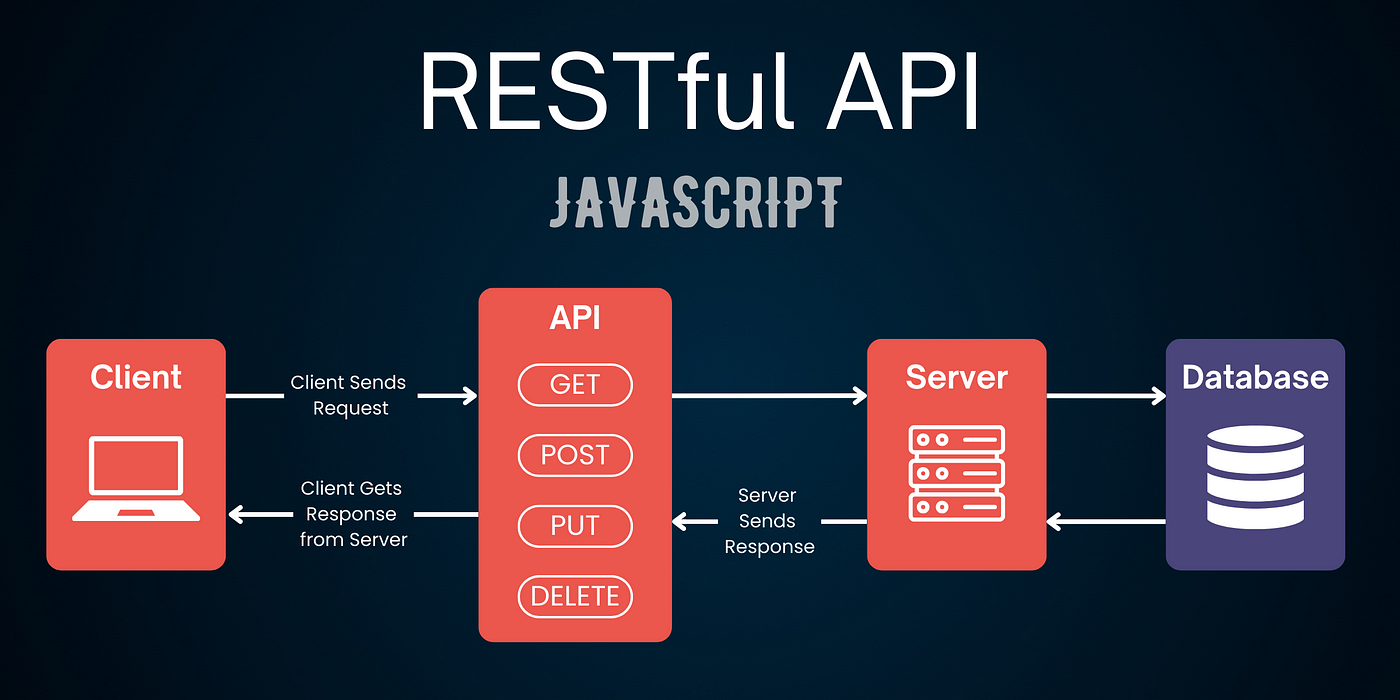 RESTful API
JAVASCRIPT
Client
Client Sends
Request
Client Gets
Response
from Server
API
GET
POST
PUT
DELETE
Server
Sends
Response
Server
Database